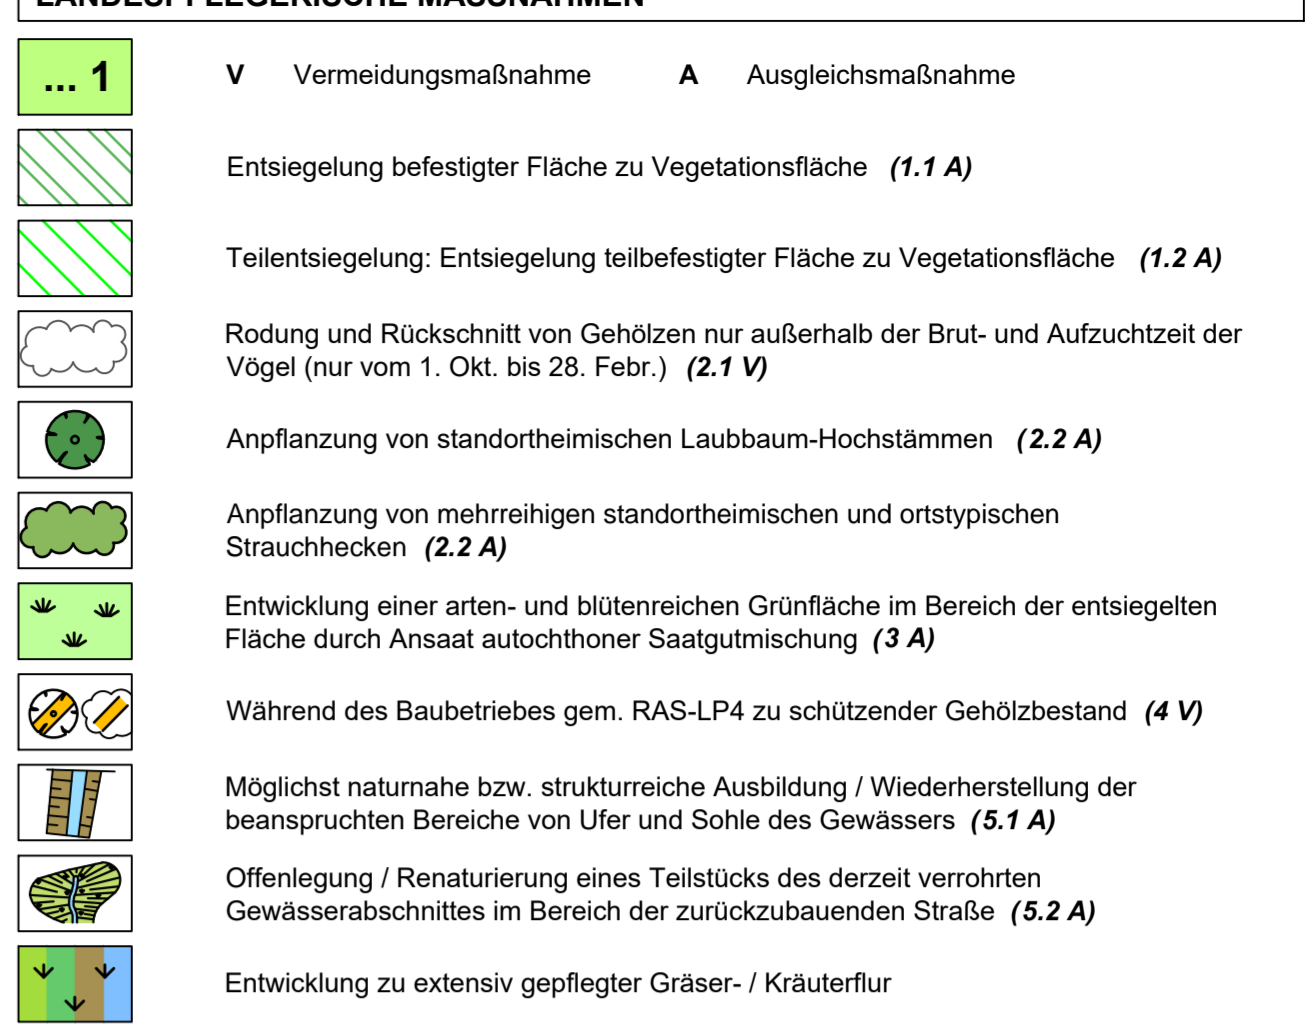 LANDESPFLEGERISCHE MASSNAHMEN
... 1 V Vermeidungsmaßnahme A Ausgleichsmaßnahme
Entsiegelung befestigter Fläche zu Vegetationsfläche (1.1 A)
Teilentsiegelung: Entsiegelung teilbefestigter Fläche zu Vegetationsfläche (1.2 A)
Rodung und Rückschnitt von Gehölzen nur außerhalb der Brut- und Aufzuchtzeit der
Vögel (nur vom 1. Okt. bis 28. Febr.) (2.1 V)
Anpflanzung von standortheimischen Laubbaum-Hochstämmen (2.2 A)
Anpflanzung von mehrreihigen standortheimischen und ortstypischen
Strauchhecken (2.2 A)
Entwicklung einer arten- und blütenreichen Grünfläche im Bereich der entsiegelten
Fläche durch Ansaat autochthoner Saatgutmischung (3 A)
Während des Baubetriebes gem. RAS-LP4 zu schützender Gehölzbestand (4 V)
Möglichst naturnahe bzw. strukturreiche Ausbildung / Wiederherstellung der
beanspruchten Bereiche von Ufer und Sohle des Gewässers (5.1 A)
Offenlegung / Renaturierung eines Teilstücks des derzeit verrohrten
Gewässerabschnittes im Bereich der zurückzubauenden Straße (5.2 A)
Entwicklung zu extensiv gepflegter Gräser- / Kräuterflur